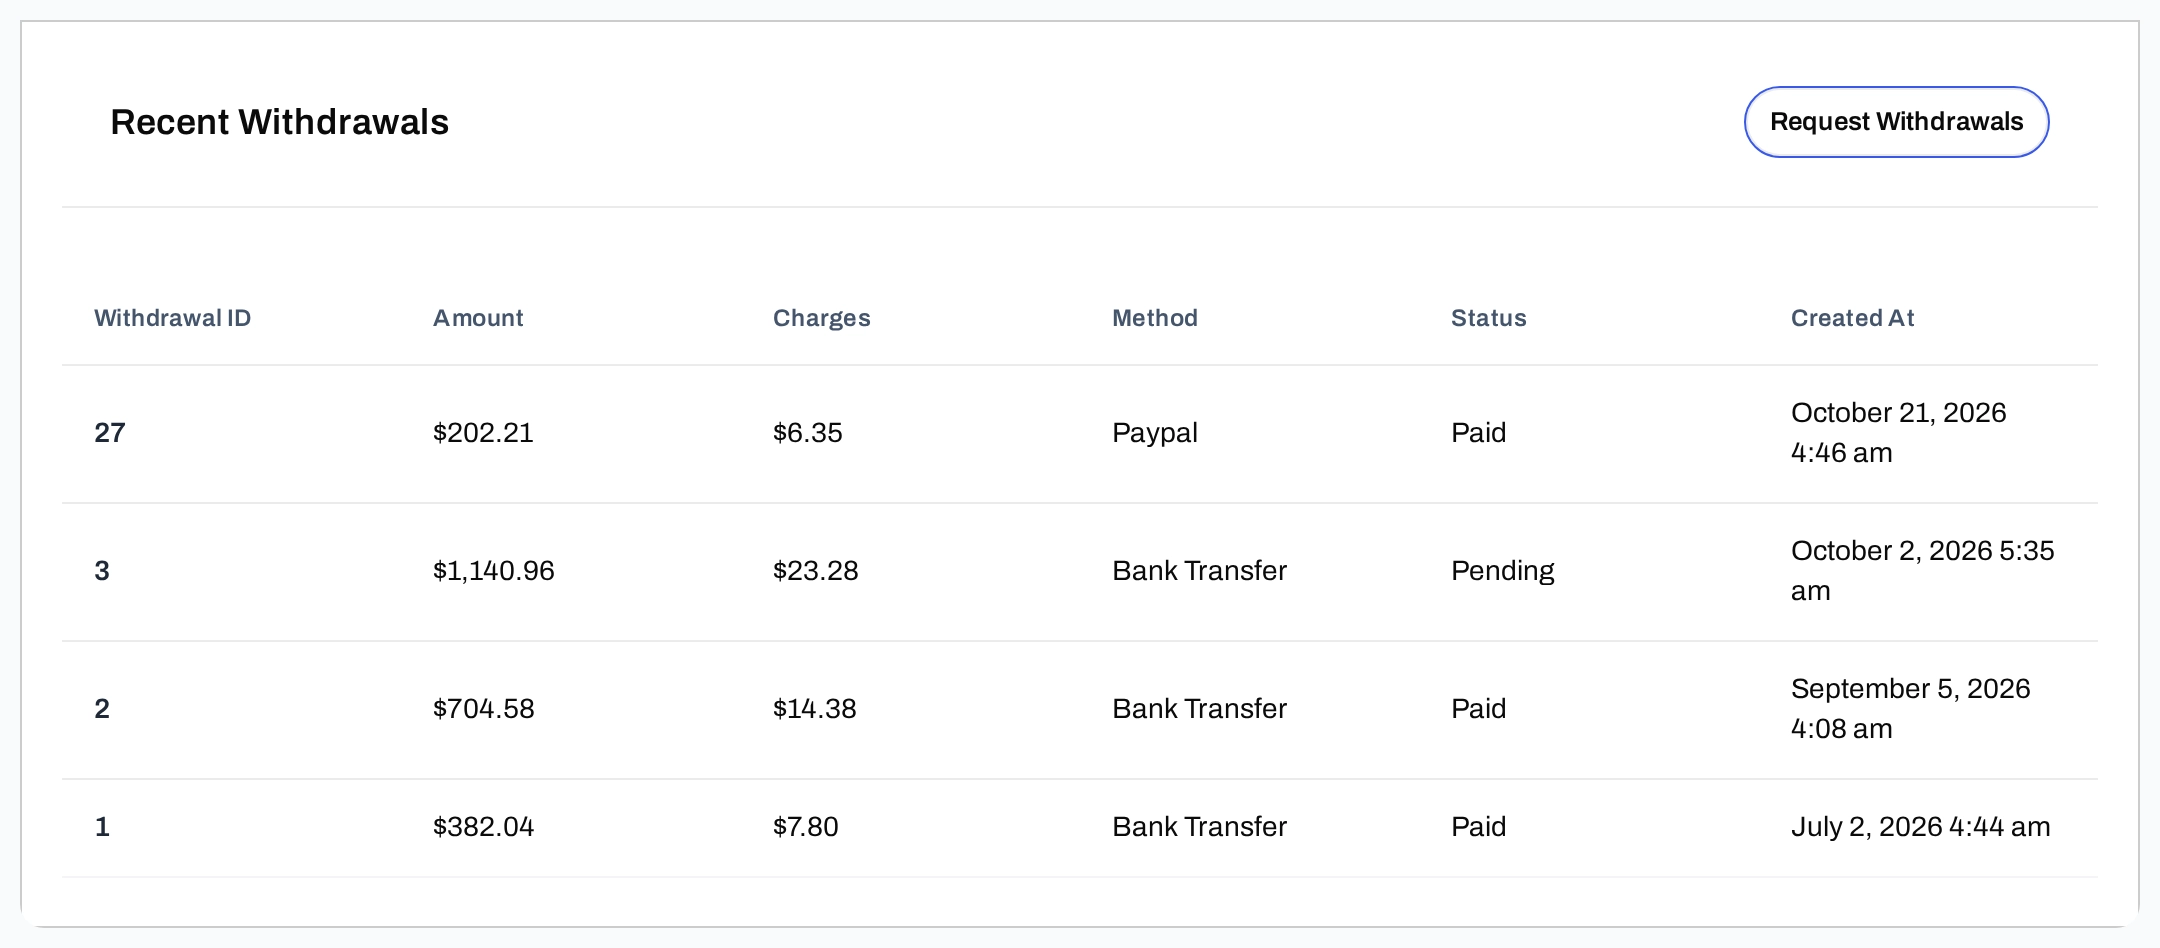 Recent Withdrawals
Request Withdrawals
Withdrawal ID Amount Charges Method Status Created At
27 $202.21 $6.35 Paypal Paid October 21, 2026
4:46 am
3 $1,140.96 $23.28 Bank Transfer Pending October 2, 2026 5:35
am
2 $704.58 $14.38 Bank Transfer Paid September 5, 2026
4:08 am
1 $382.04 $7.80 Bank Transfer Paid July 2, 2026 4:44 am